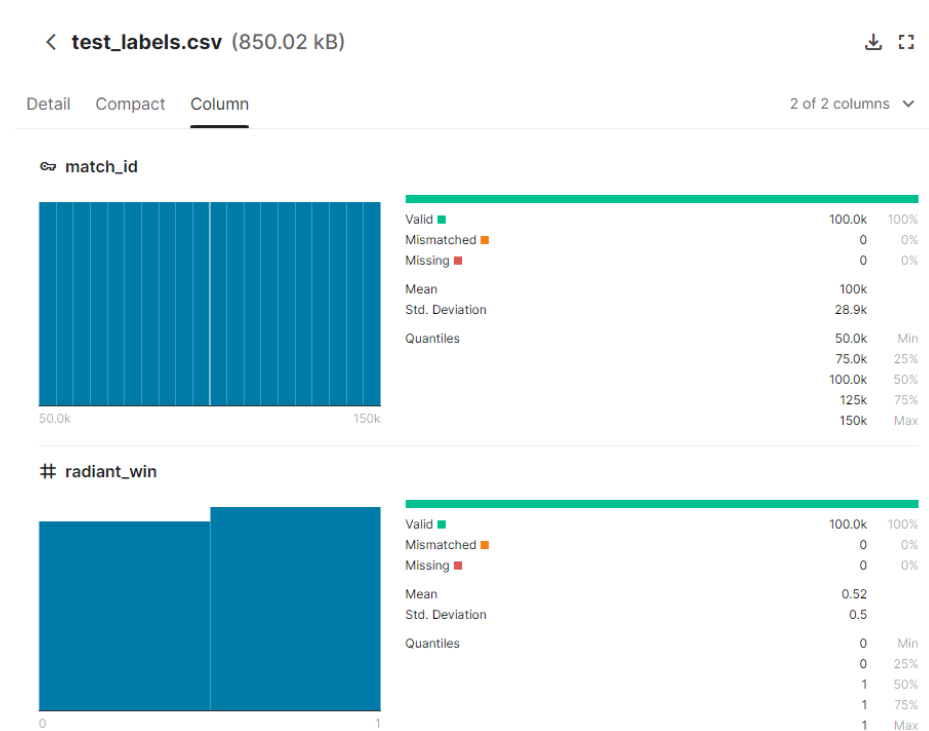 test_labels.csv (850.02 kB)
Detail Compact Column 2 of 2 columns
match_id
50.0k 150k
Valid 100.0k 100%
Mismatched 0 0%
Missing 0 0%
Mean 100k
Std. Deviation 28.9k
Quantiles 50.0k Min
75.0k 25%
100.0k 50%
125k 75%
150k Max
# radiant_win
0 1
Valid 100.0k 100%
Mismatched 0 0%
Missing 0 0%
Mean 0.52
Std. Deviation 0.5
Quantiles 0 Min
0 25%
1 50%
1 75%
1 Max